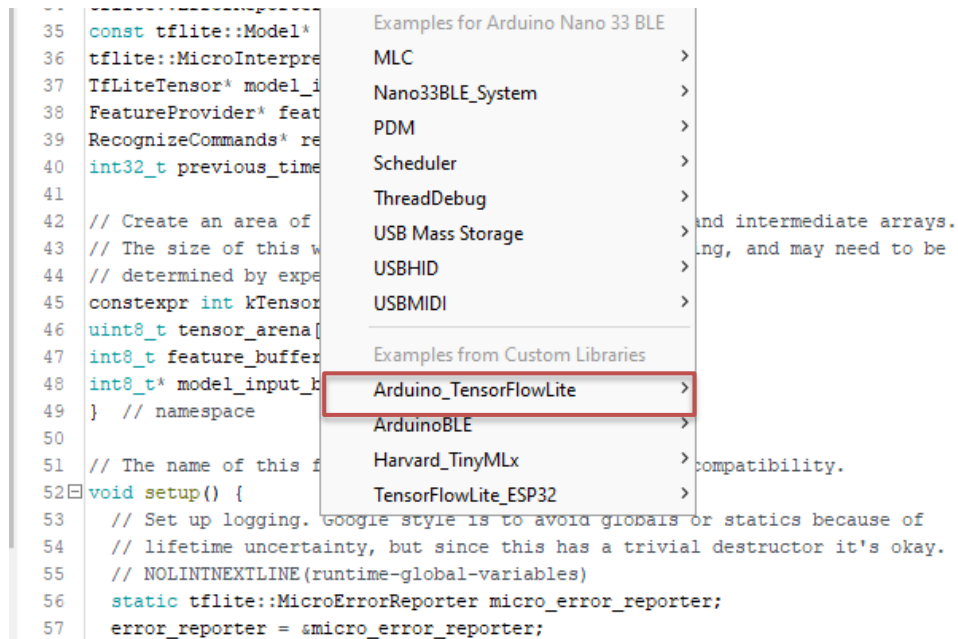 35 const tflite::Model*
36 tflite::MicroInterpre
37 TfLiteTensor* model_i
38 FeatureProvider* feat
39 RecognizeCommands* re
40 int32_t previous_time
41
42 // Create an area of and intermediate arrays.
43 // The size of this w ing, and may need to be
44 // determined by expe
45 constexpr int kTensor
46 uint8_t tensor_arena[
47 int8_t feature_buffer
48 int8_t* model_input_b
49 } // namespace
50
51 // The name of this f compatibility.
52 void setup() {
53 // Set up logging. Google style is to avoid globals or statics because of
54 // lifetime uncertainty, but since this has a trivial destructor it's okay.
55 // NOLINTNEXTLINE(runtime-global-variables)
56 static tflite::MicroErrorReporter micro_error_reporter;
57 error_reporter = &micro_error_reporter;
Examples for Arduino Nano 33 BLE
MLC
Nano33BLE_System
PDM
Scheduler
ThreadDebug
USB Mass Storage
USBHID
USBMIDI
Examples from Custom Libraries
Arduino_TensorFlowLite
ArduinoBLE
Harvard_TinyMLx
TensorFlowLite_ESP32